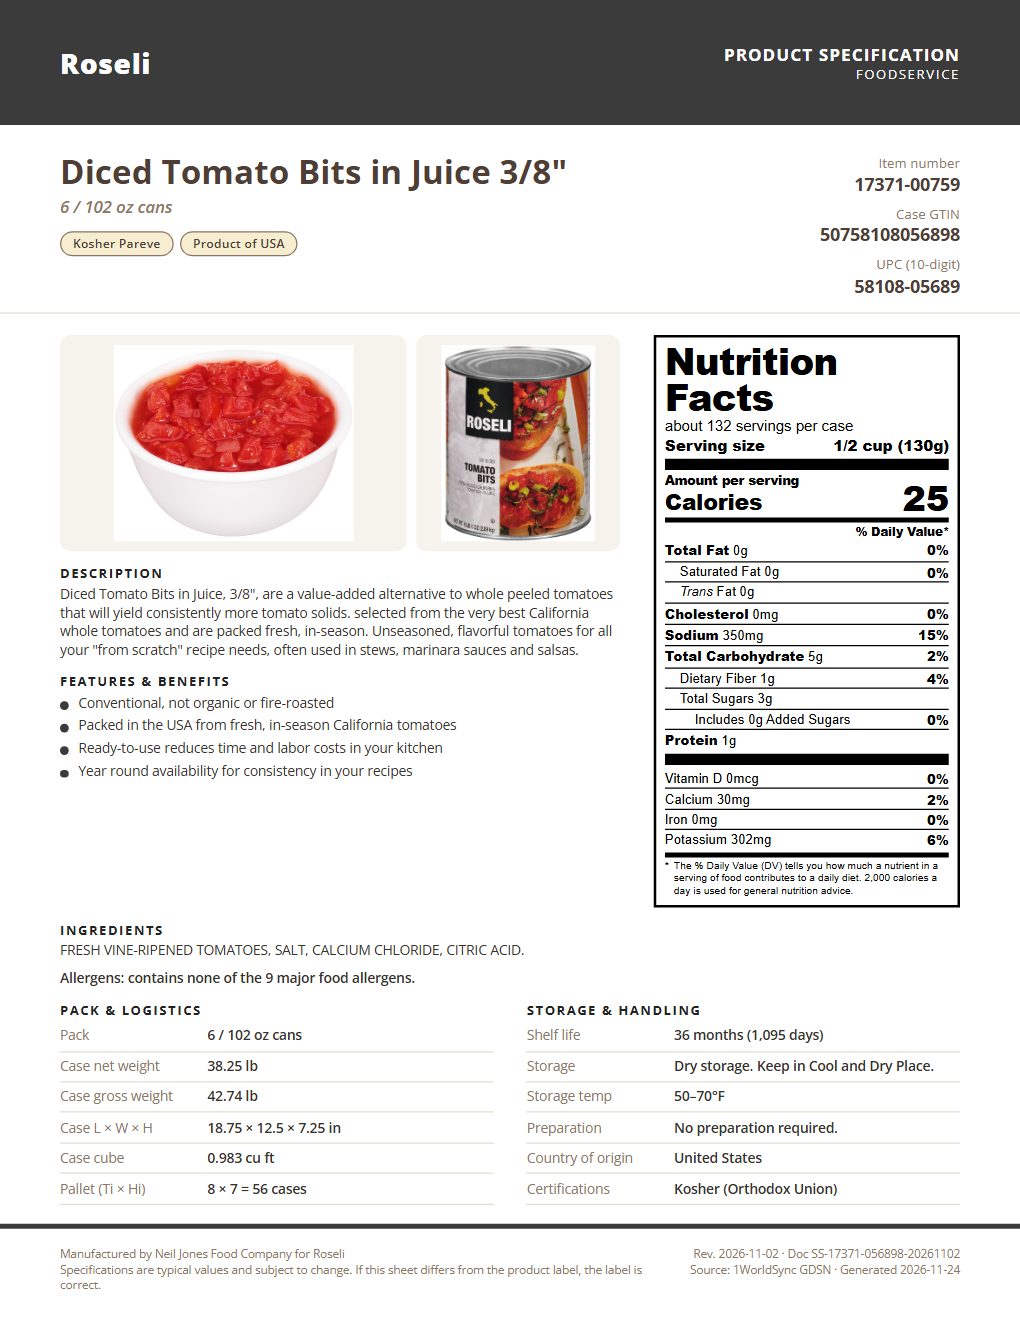 Roseli
PRODUCT SPECIFICATION
FOODSERVICE
Diced Tomato Bits in Juice 3/8"
6 / 102 oz cans
Kosher Pareve
Product of USA
Item number
17371-00759
Case GTIN
50758108056898
UPC (10-digit)
58108-05689
ROSELI
TOMATO
BITS
DESCRIPTION
Diced Tomato Bits in Juice, 3/8", are a value-added alternative to whole peeled tomatoes
that will yield consistently more tomato solids. selected from the very best California
whole tomatoes and are packed fresh, in-season. Unseasoned, flavorful tomatoes for all
your "from scratch" recipe needs, often used in stews, marinara sauces and salsas.
FEATURES & BENEFITS
Conventional, not organic or fire-roasted
Packed in the USA from fresh, in-season California tomatoes
Ready-to-use reduces time and labor costs in your kitchen
Year round availability for consistency in your recipes
Nutrition
Facts
about 132 servings per case
Serving size 1/2 cup (130g)
Amount per serving
Calories 25
% Daily Value*
Total Fat 0g 0%
Saturated Fat 0g 0%
Trans Fat 0g
Cholesterol 0mg 0%
Sodium 350mg 15%
Total Carbohydrate 5g 2%
Dietary Fiber 1g 4%
Total Sugars 3g
Includes 0g Added Sugars 0%
Protein 1g
Vitamin D 0mcg 0%
Calcium 30mg 2%
Iron 0mg 0%
Potassium 302mg 6%
* The % Daily Value (DV) tells you how much a nutrient in a
serving of food contributes to a daily diet. 2,000 calories a
day is used for general nutrition advice.
INGREDIENTS
FRESH VINE-RIPENED TOMATOES, SALT, CALCIUM CHLORIDE, CITRIC ACID.
Allergens: contains none of the 9 major food allergens.
PACK & LOGISTICS
Pack 6 / 102 oz cans
Case net weight 38.25 lb
Case gross weight 42.74 lb
Case L × W × H 18.75 × 12.5 × 7.25 in
Case cube 0.983 cu ft
Pallet (Ti × Hi) 8 × 7 = 56 cases
STORAGE & HANDLING
Shelf life 36 months (1,095 days)
Storage Dry storage. Keep in Cool and Dry Place.
Storage temp 50–70°F
Preparation No preparation required.
Country of origin United States
Certifications Kosher (Orthodox Union)
Manufactured by Neil Jones Food Company for Roseli
Specifications are typical values and subject to change. If this sheet differs from the product label, the label is
correct.
Rev. 2026-11-02 · Doc SS-17371-056898-20261102
Source: 1WorldSync GDSN · Generated 2026-11-24